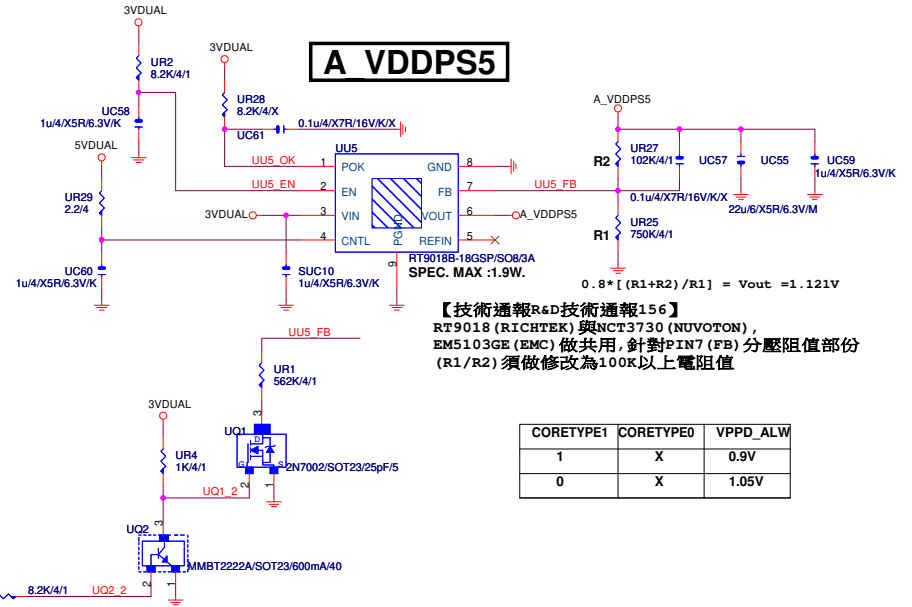 3VDUAL
UR2
8.2K/4/1
3VDUAL
A_VDDPS5
UR28
8.2K/4/X
UC58
1u/4/X5R/6.3V/K
UC61
0.1u/4/X7R/16V/K/X
5VDUAL
UR29
2.2/4
UU5_OK
UU5_EN
3VDUAL
UU5
1 POK
2 EN
3 VIN
4 CNTL
GND 8
FB 7
VOUT 6
REFIN 5
PGND
9
UU5_FB
A_VDDPS5
RT9018B-18GSP/SO8/3A
SPEC. MAX :1.9W.
UC60
1u/4/X5R/6.3V/K
SUC10
1u/4/X5R/6.3V/K
A_VDDPS5
R2
UR27
102K/4/1
UC57
UC55
UC59
1u/4/X5R/6.3V/K
0.1u/4/X7R/16V/K/X
22u/6/X5R/6.3V/M
R1
UR25
750K/4/1
0.8*[(R1+R2)/R1] = Vout =1.121V
【技術通報R&D技術通報156】
RT9018(RICHTEK)與NCT3730(NUVOTON),
EM5103GE(EMC)做共用,針對PIN7(FB)分壓阻值部份
(R1/R2)須做修改為100K以上電阻值
UU5_FB
UR1
562K/4/1
3
UQ1
D
G
S
2N7002/SOT23/25pF/5
2
1
3VDUAL
UR4
1K/4/1
UQ1_2
3
UQ2
MMBT2222A/SOT23/600mA/40
2
1
8.2K/4/1
UQ2_2
CORETYPE1 CORETYPE0 VPPD_ALW
1 X 0.9V
0 X 1.05V